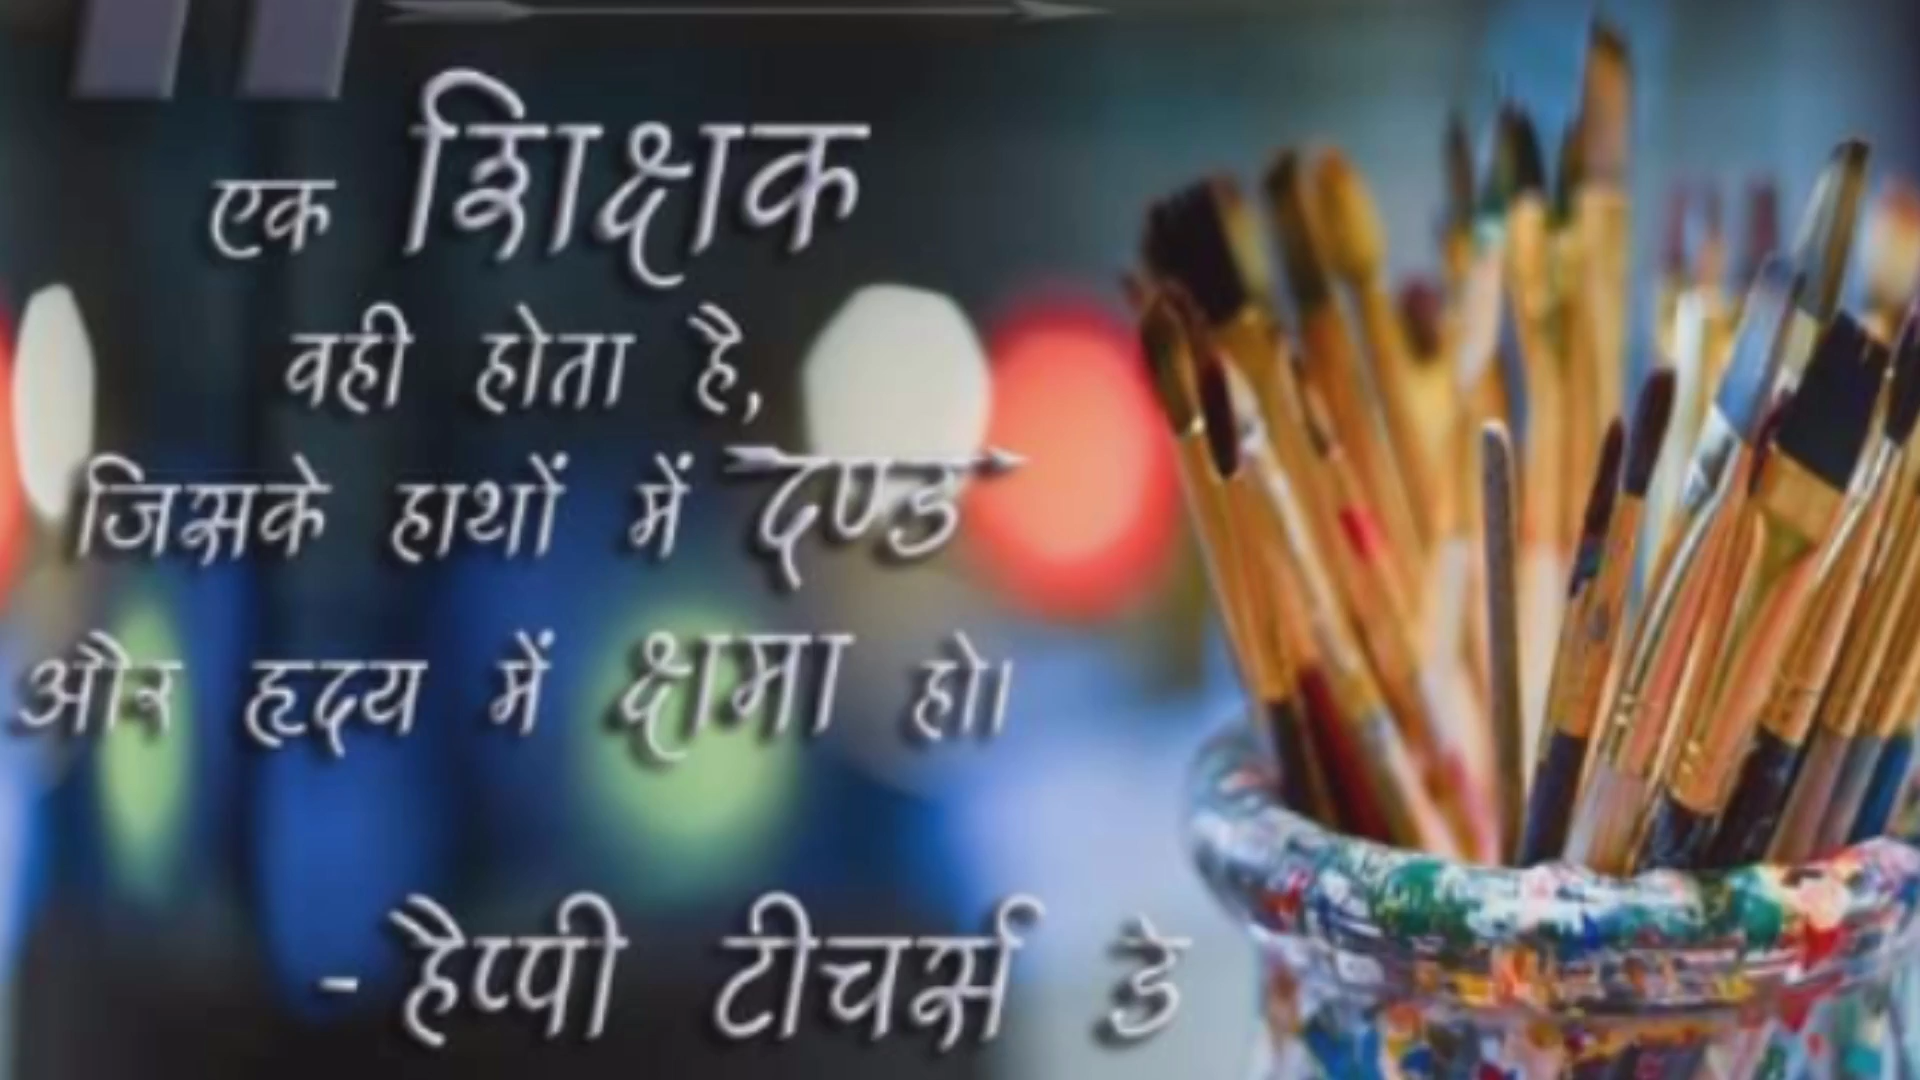 एक शिक्षक
वही होता है,
जिसके हाथों में दण्ड
और हृदय में क्षमा हो।
- हैप्पी टीचर्स डे